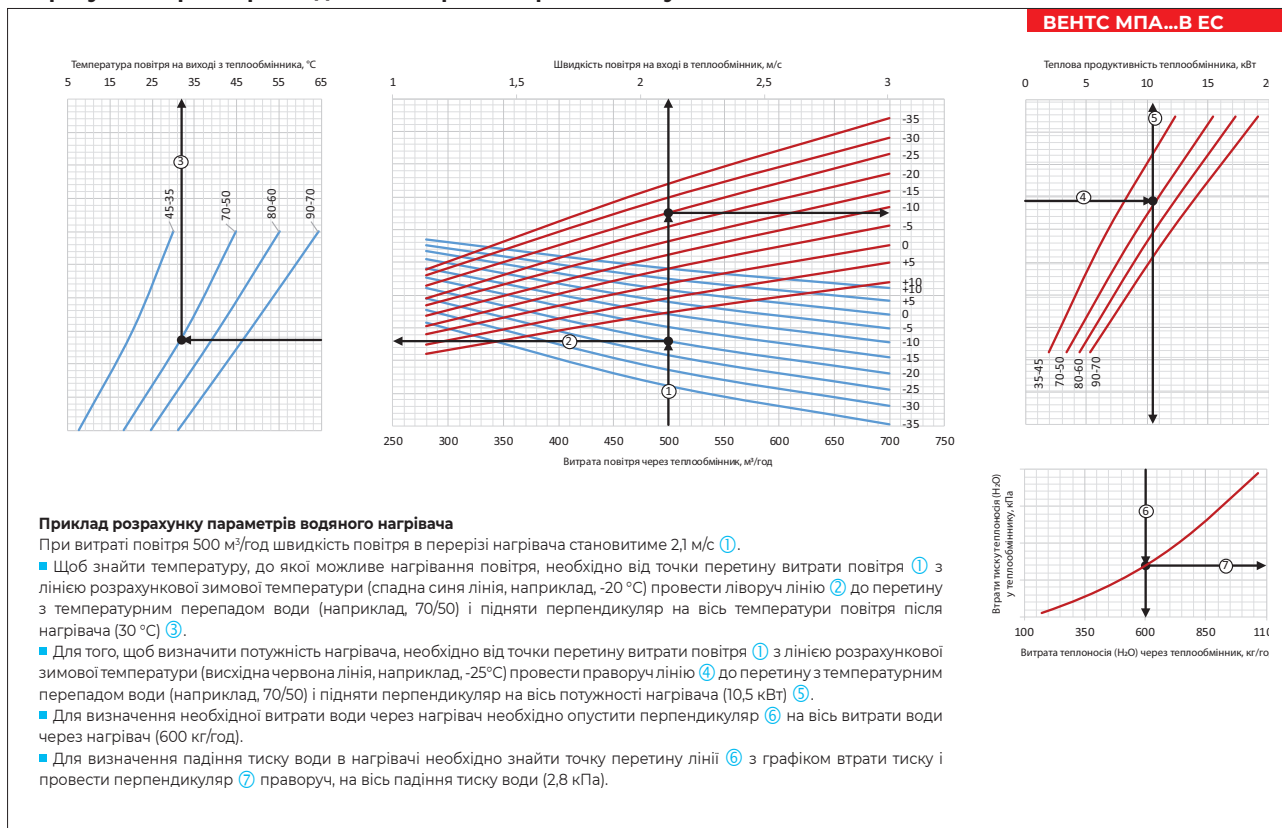 ВЕНТС МПА...В ЕС
Температура повітря на виході з теплообмінника, °C
5 15 25 35 45 55 65
3
45-35
70-50
80-60
90-70
Швидкість повітря на вході в теплообмінник, м/с
1 1,5 2 2,5 3
-35
-30
-25
-20
-15
-10
-5
0
+5
+10
+10
+5
0
-5
-10
-15
-20
-25
-30
-35
2
1
250 300 350 400 450 500 550 600 650 700 750
Витрата повітря через теплообмінник, м³/год
Теплова продуктивність теплообмінника, кВт
0 5 10 15
5
4
35-45
70-50
80-60
90-70
Втрати тиску теплоносія (H₂O)
у теплообміннику, кПа
6
7
100 350 600 850
Витрата теплоносія (H₂O) через теплообмінник, кг/го
Приклад розрахунку параметрів водяного нагрівача
При витраті повітря 500 м³/год швидкість повітря в перерізі нагрівача становитиме 2,1 м/с ①.
■ Щоб знайти температуру, до якої можливе нагрівання повітря, необхідно від точки перетину витрати повітря ① з
лінією розрахункової зимової температури (спадна синя лінія, наприклад, -20 °C) провести ліворуч лінію ② до перетину
з температурним перепадом води (наприклад, 70/50) і підняти перпендикуляр на вісь температури повітря після
нагрівача (30 °C) ③.
■ Для того, щоб визначити потужність нагрівача, необхідно від точки перетину витрати повітря ① з лінією розрахункової
зимової температури (висхідна червона лінія, наприклад, -25°C) провести праворуч лінію ④ до перетину з температурним
перепадом води (наприклад, 70/50) і підняти перпендикуляр на вісь потужності нагрівача (10,5 кВт) ⑤.
■ Для визначення необхідної витрати води через нагрівач необхідно опустити перпендикуляр ⑥ на вісь витрати води
через нагрівач (600 кг/год).
■ Для визначення падіння тиску води в нагрівачі необхідно знайти точку перетину лінії ⑥ з графіком втрати тиску і
провести перпендикуляр ⑦ праворуч, на вісь падіння тиску води (2,8 кПа).